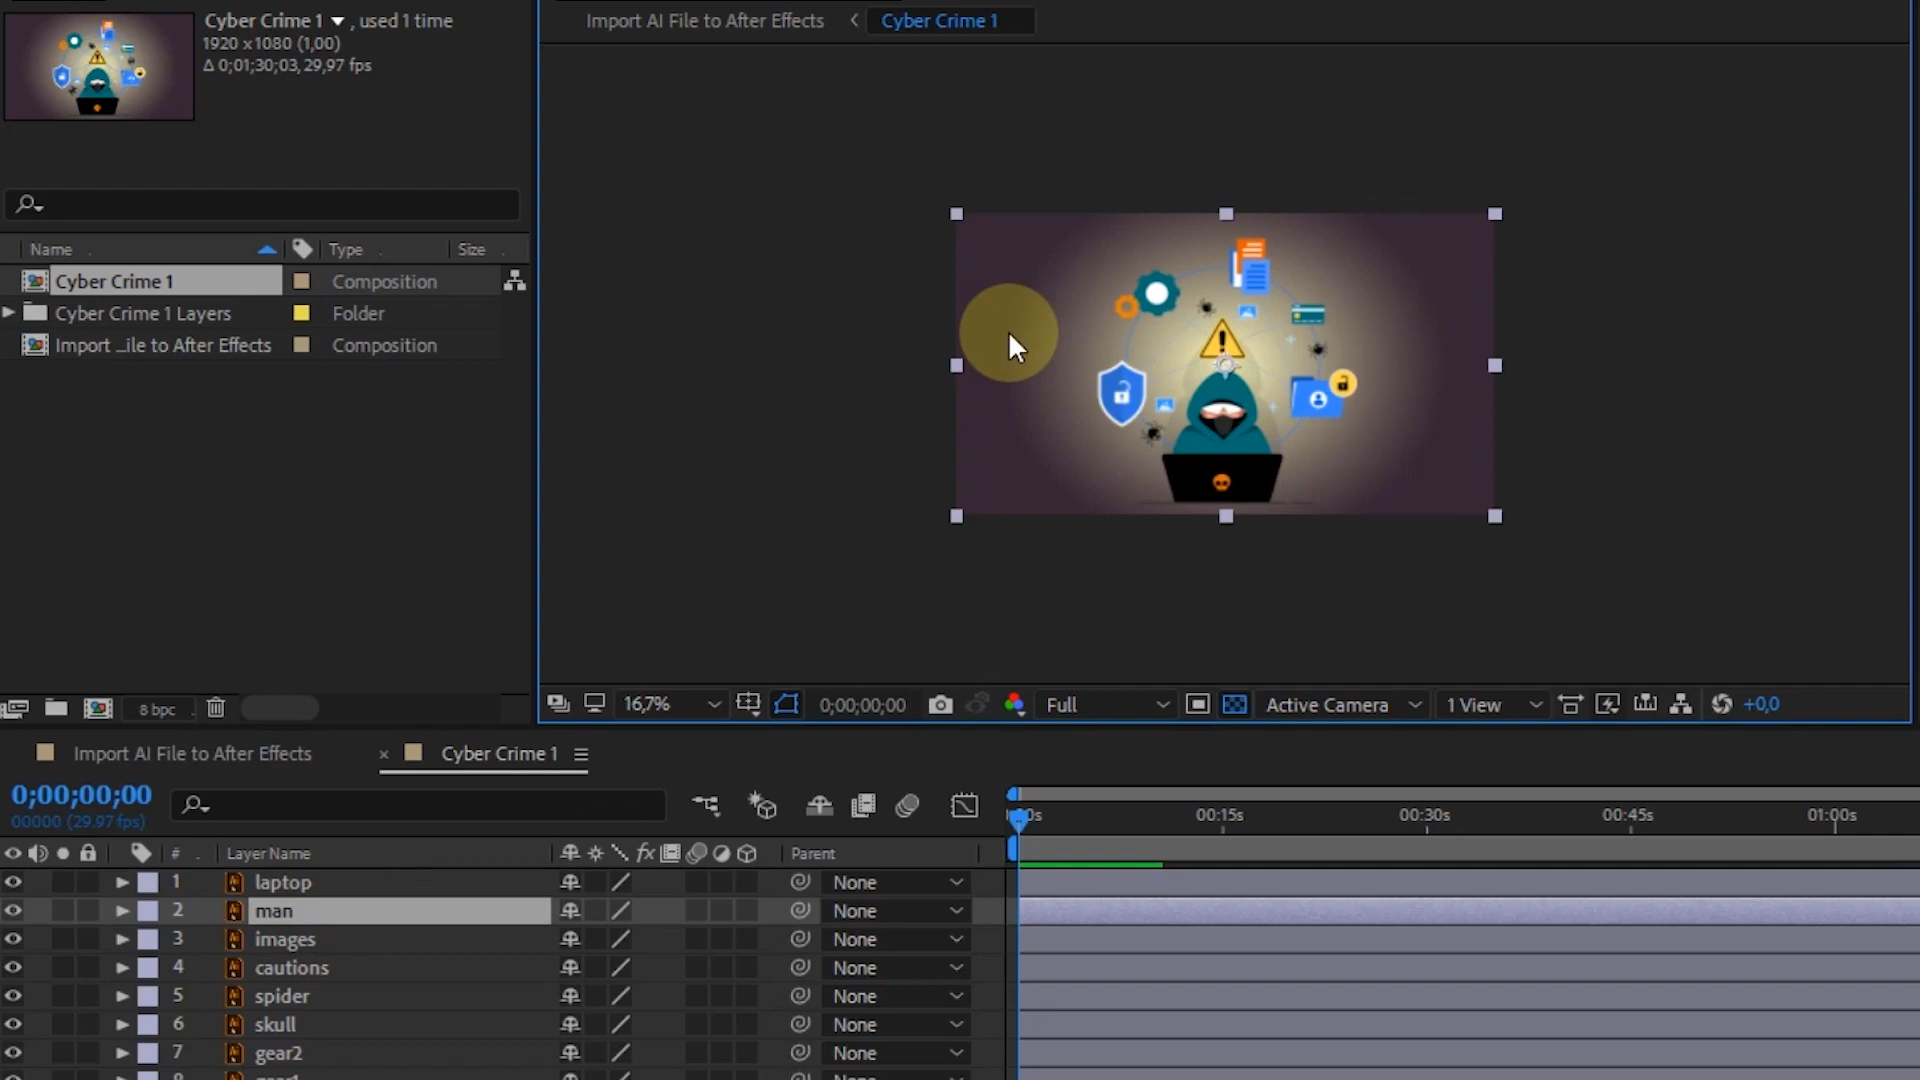 Cyber Crime 1 , used 1 time
1920 x 1080 (1,00)
Δ 0;01;30;03, 29,97 fps
Import AI File to After Effects Cyber Crime 1
Name Type Size
Cyber Crime 1 Composition
Cyber Crime 1 Layers Folder
Import ...ile to After Effects Composition
8 bpc 16,7% 0;00;00;00 Full Active Camera 1 View +0,0
Import AI File to After Effects × Cyber Crime 1
0;00;00;00
00000 (29.97 fps)
00s 00:15s 00:30s 00:45s 01:00s
# Layer Name fx Parent
1 laptop None
2 man None
3 images None
4 cautions None
5 spider None
6 skull None
7 gear2 None